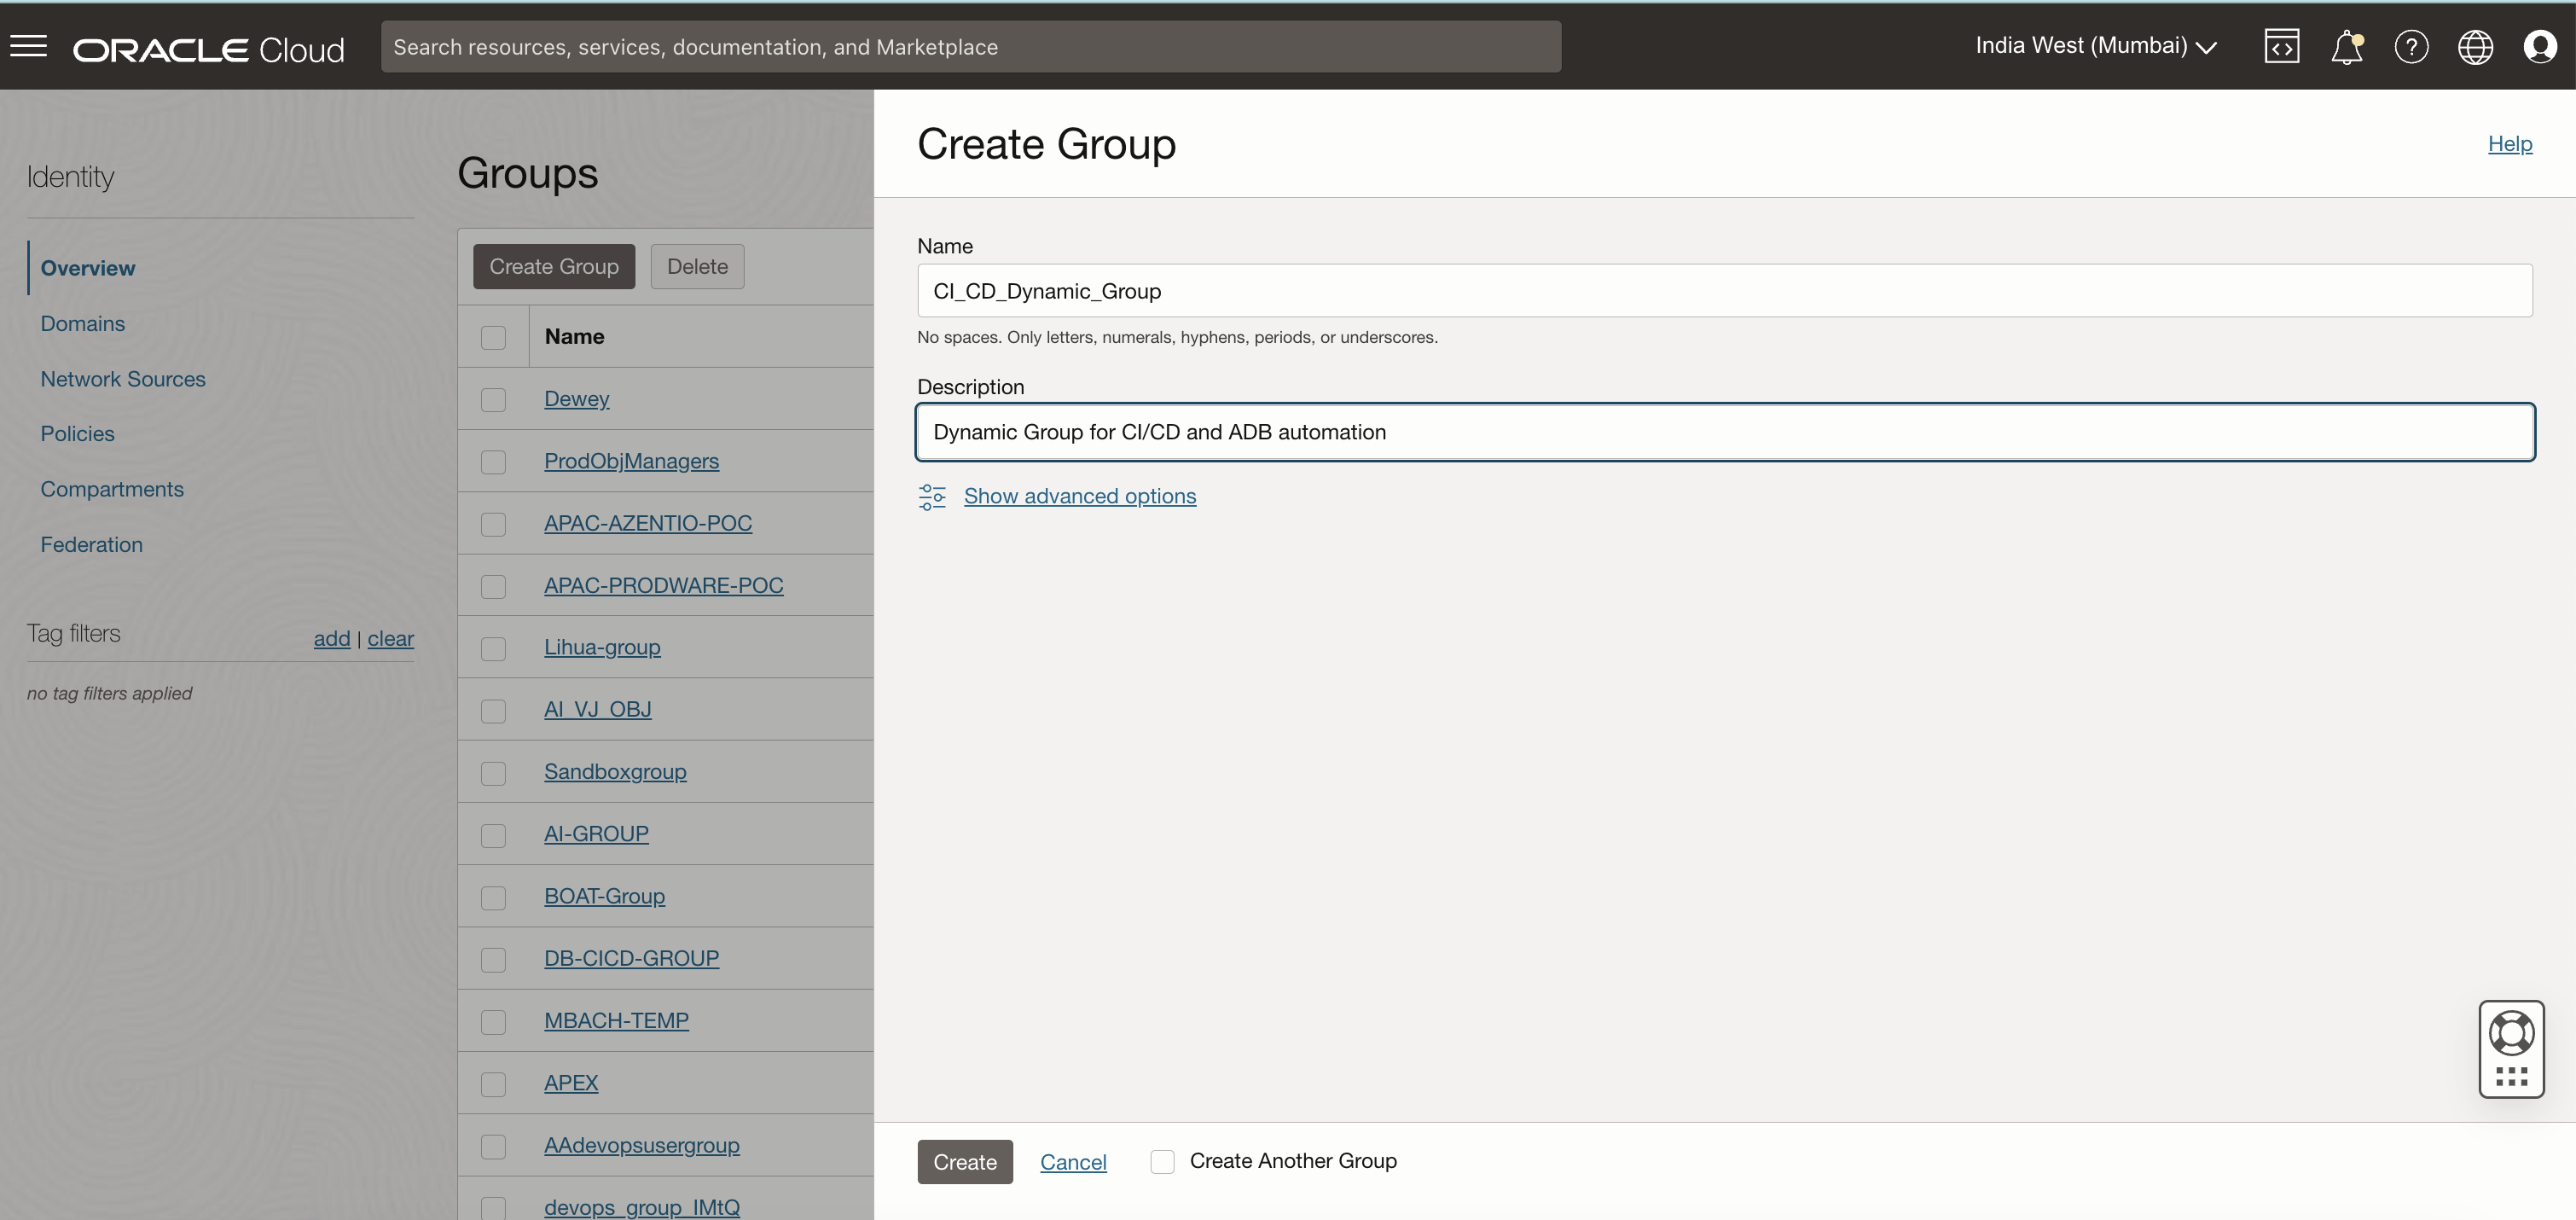 ORACLE Cloud
Search resources, services, documentation, and Marketplace
India West (Mumbai)
Identity
Overview
Domains
Network Sources
Policies
Compartments
Federation
Tag filters
add | clear
no tag filters applied
Groups
Create Group
Delete
Name
Dewey
ProdObjManagers
APAC-AZENTIO-POC
APAC-PRODWARE-POC
Lihua-group
AI_VJ_OBJ
Sandboxgroup
AI-GROUP
BOAT-Group
DB-CICD-GROUP
MBACH-TEMP
APEX
AAdevopsusergroup
devops_group_IMtQ
Create Group
Help
Name
CI_CD_Dynamic_Group
No spaces. Only letters, numerals, hyphens, periods, or underscores.
Description
Dynamic Group for CI/CD and ADB automation
Show advanced options
Create
Cancel
Create Another Group